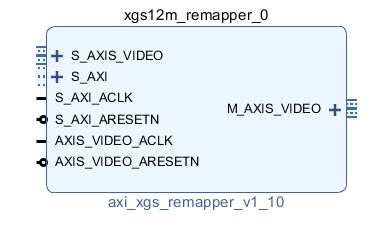 xgs12m_remapper_0
S_AXIS_VIDEO
S_AXI
S_AXI_ACLK
S_AXI_ARESETN
AXIS_VIDEO_ACLK
AXIS_VIDEO_ARESETN
M_AXIS_VIDEO
axi_xgs_remapper_v1_10